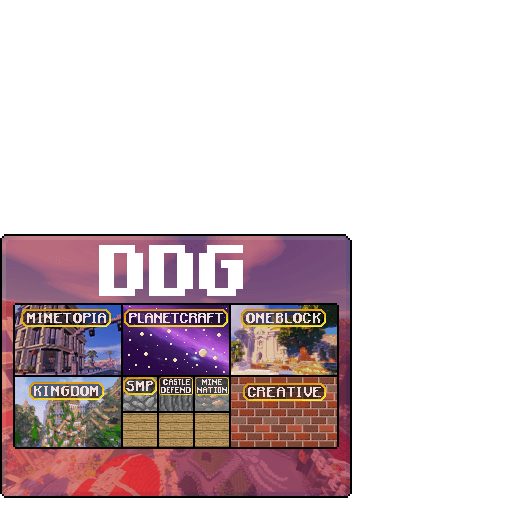 DDG
MINETOPIA
PLANETCRAFT
ONEBLOCK
KINGDOM
SMP
CASTLE
DEFEND
MINE
NATION
CREATIVE